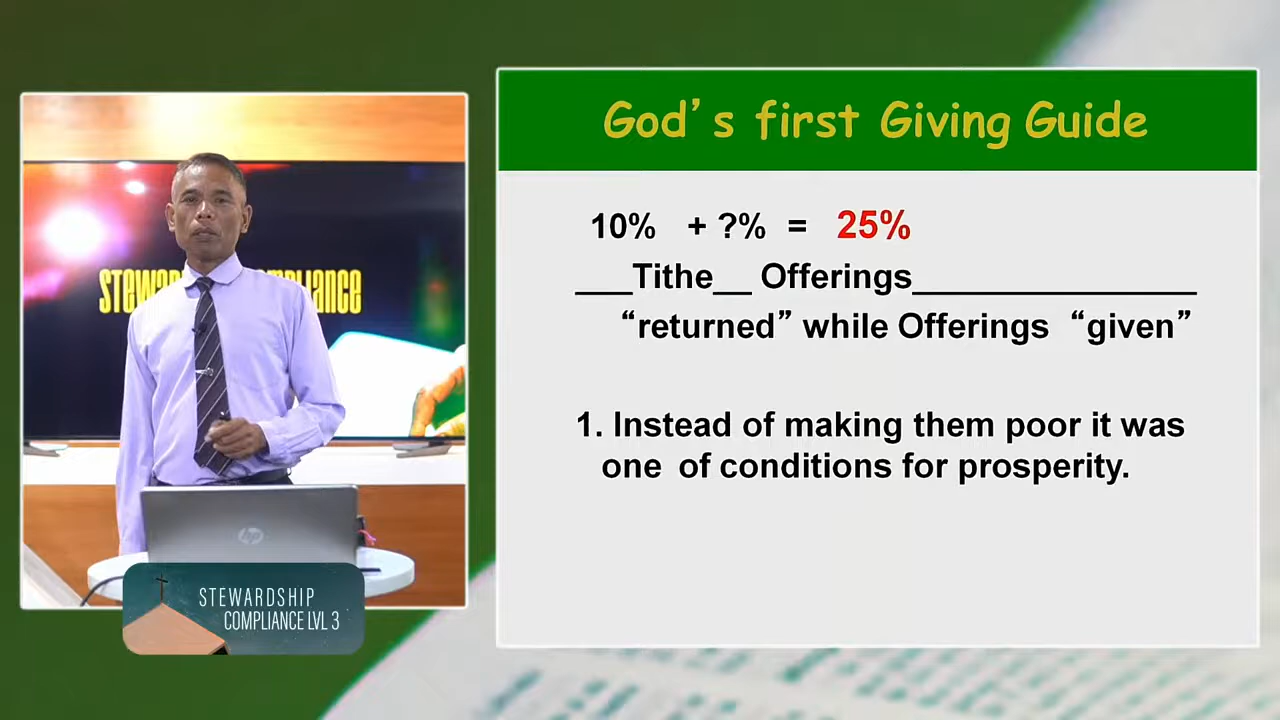 God's first Giving Guide
10% + ?% = 25%
___Tithe__ Offerings_______________
“returned” while Offerings “given”
1. Instead of making them poor it was
one of conditions for prosperity.
STEWARDSHIP
COMPLIANCE LVL 3
hp